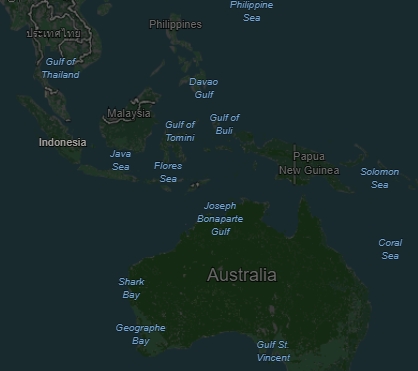 Philippine
Sea
Philippines
ประเทศไทย
Gulf of
Thailand
Davao
Gulf
Malaysia
Gulf of
Tomini
Gulf of
Buli
Indonesia
Java
Sea
Flores
Sea
Papua
New Guinea
Solomon
Sea
Joseph
Bonaparte
Gulf
Coral
Sea
Australia
Shark
Bay
Geographe
Bay
Gulf St.
Vincent